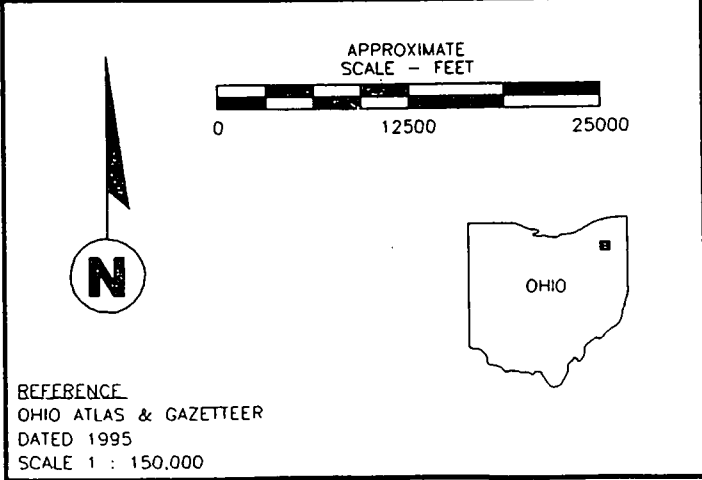 APPROXIMATE
SCALE - FEET
0 12500 25000
N
OHIO
REFERENCE
OHIO ATLAS & GAZETTEER
DATED 1995
SCALE 1 : 150,000